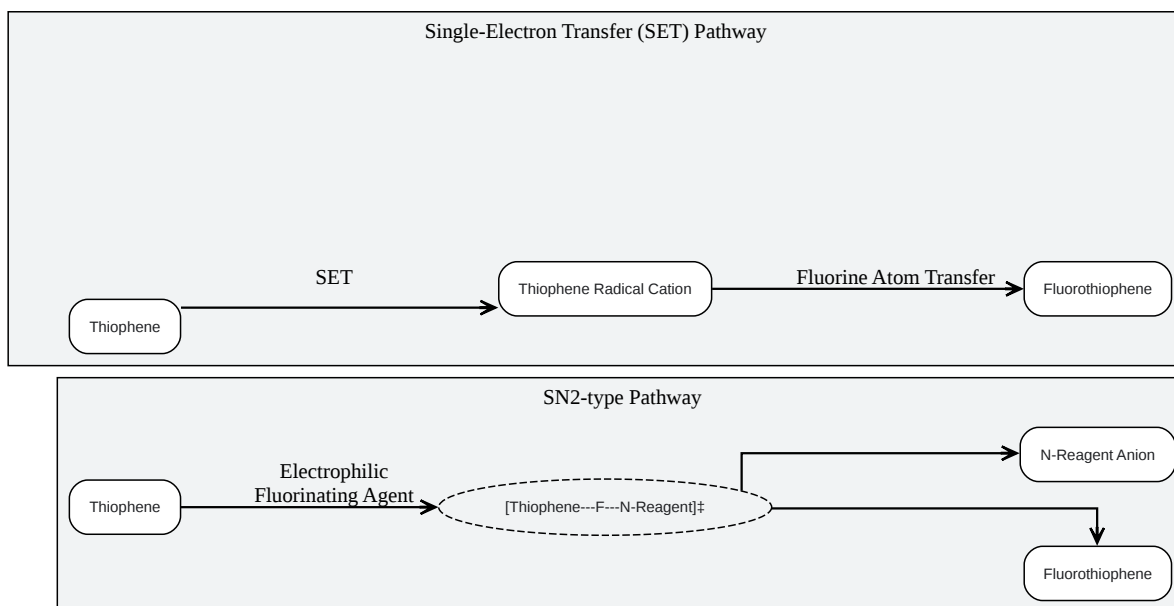 Single-Electron Transfer (SET) Pathway
SET
Fluorine Atom Transfer
Thiophene
Thiophene Radical Cation
Fluorothiophene
SN2-type Pathway
Electrophilic
Fluorinating Agent
Thiophene
[Thiophene---F---N-Reagent]‡
N-Reagent Anion
Fluorothiophene